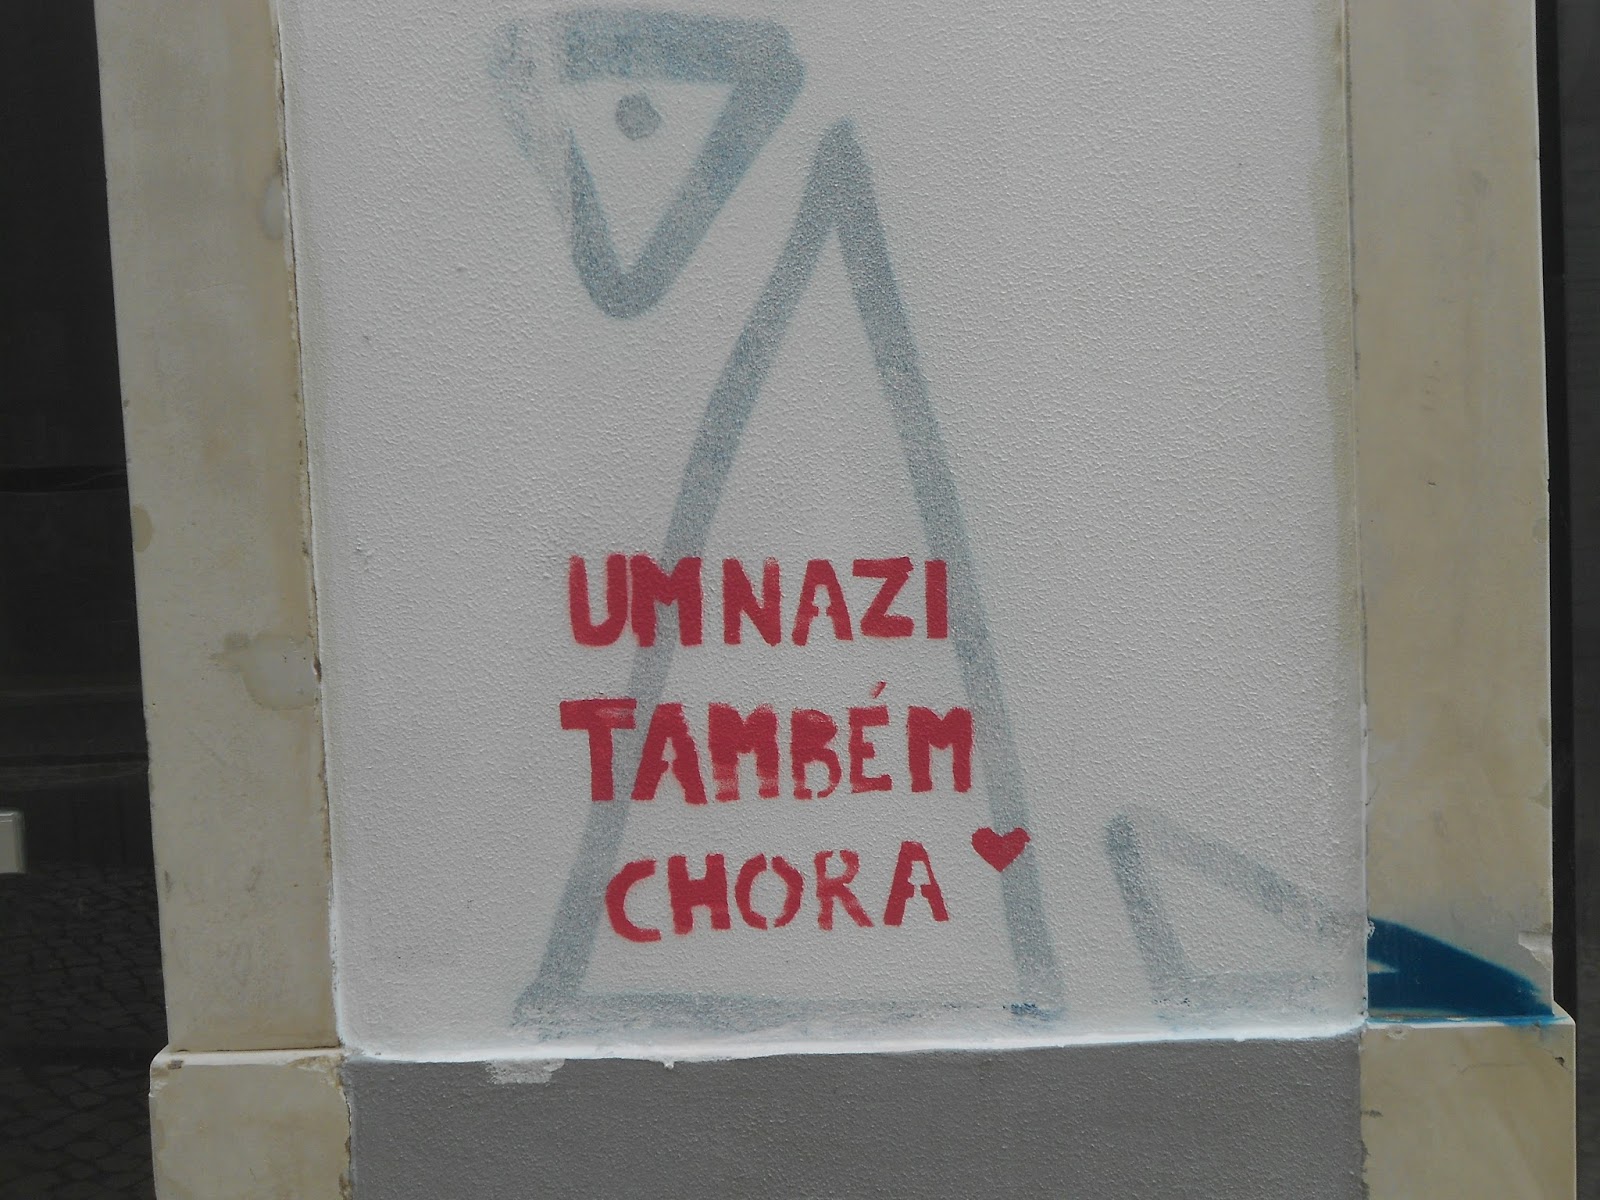 UM NAZI
TAMBÉM
CHORA ♥